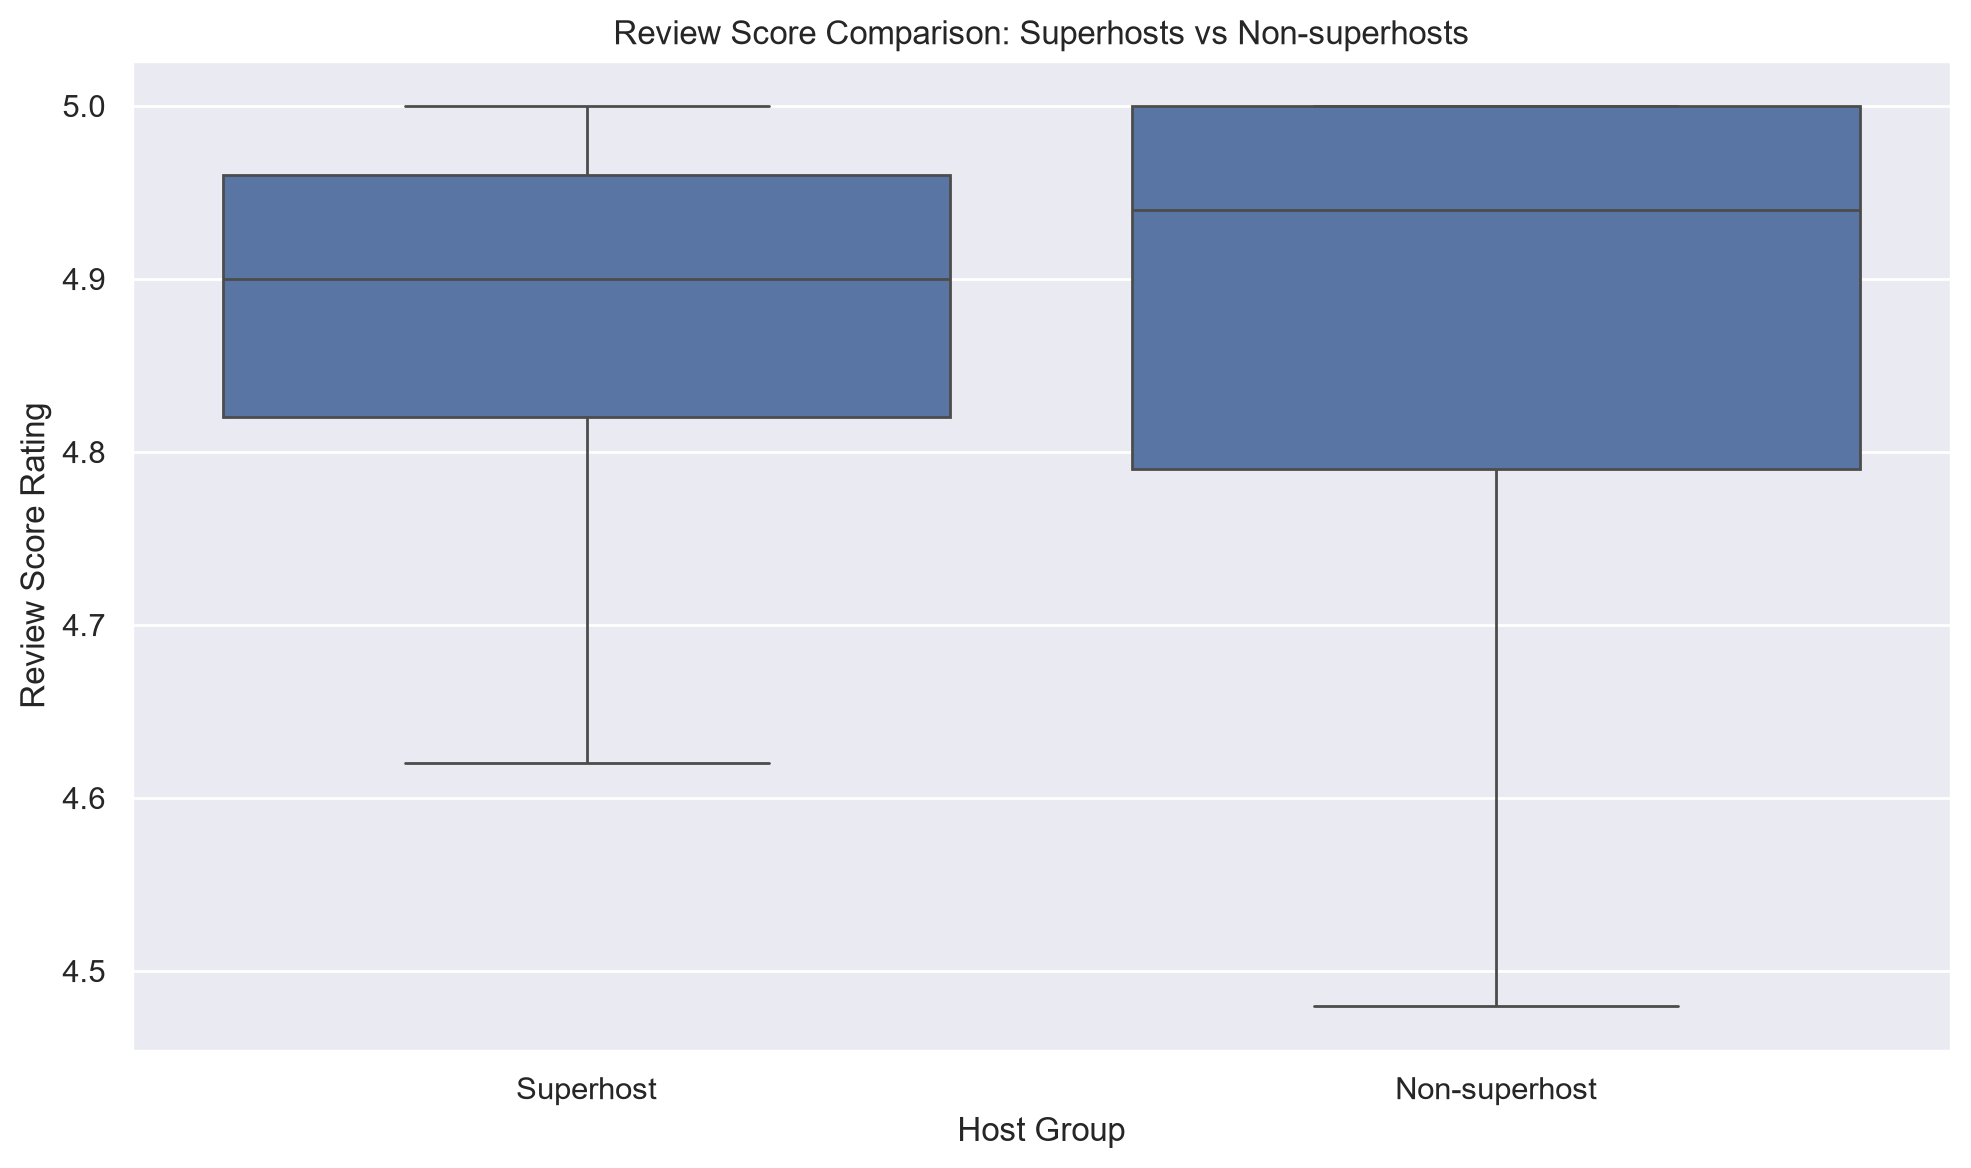 Review Score Comparison: Superhosts vs Non-superhosts
Review Score Rating
5.0
4.9
4.8
4.7
4.6
4.5
Superhost
Non-superhost
Host Group